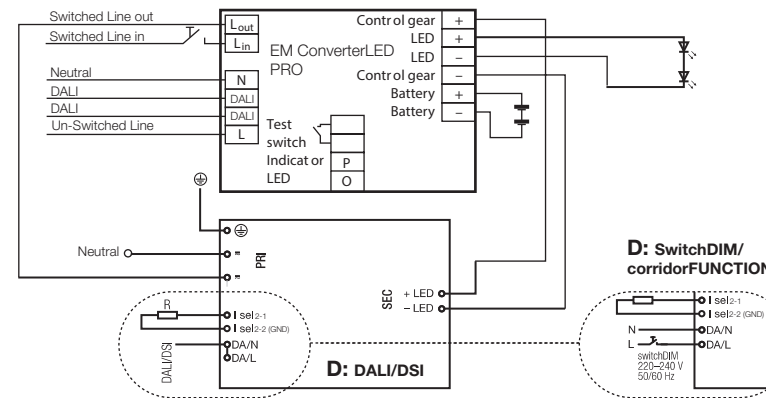 Switched Line out
Switched Line in
Neutral
DALI
DALI
Un-Switched Line
Lout
Lin
N
DALI
DALI
L
EM ConverterLED
PRO
Test
switch
Indicator
LED
P
O
Control gear +
LED +
LED –
Control gear –
Battery +
Battery –
Neutral
PRI
SEC
+ LED
– LED
R
I sel2-1
I sel2-2 (GND)
DA/N
DA/L
DALI/DSI
D: DALI/DSI
D: SwitchDIM/
corridorFUNCTION
I sel2-1
I sel2-2 (GND)
N
DA/N
L
DA/L
switchDIM
220–240 V
50/60 Hz